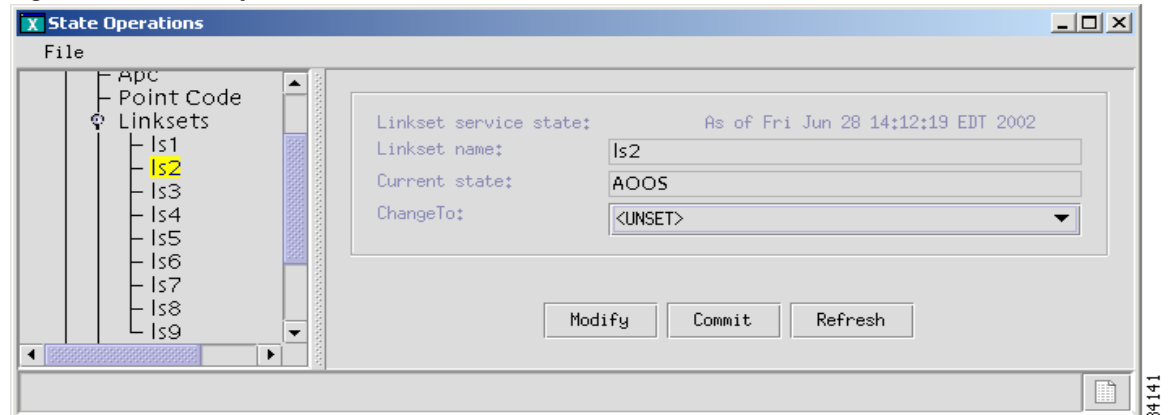 State Operations
File
Apc
Point Code
Linksets
ls1
ls2
ls3
ls4
ls5
ls6
ls7
ls8
ls9
Linkset service state: As of Fri Jun 28 14:12:19 EDT 2002
Linkset name: ls2
Current state: AOOS
ChangeTo: <UNSET>
Modify Commit Refresh